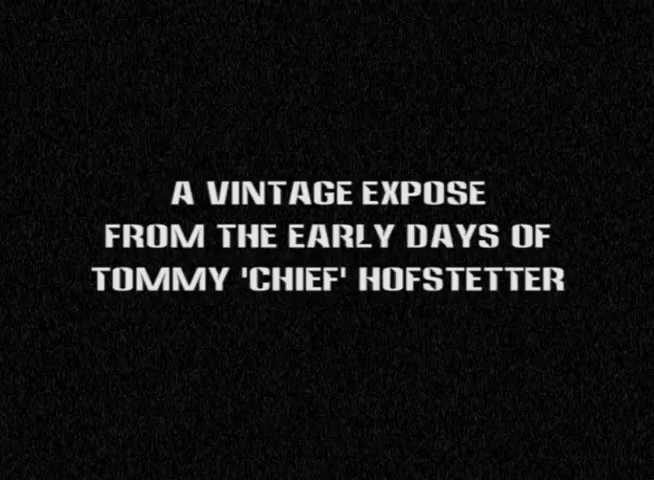 A VINTAGE EXPOSE
FROM THE EARLY DAYS OF
TOMMY 'CHIEF' HOFSTETTER